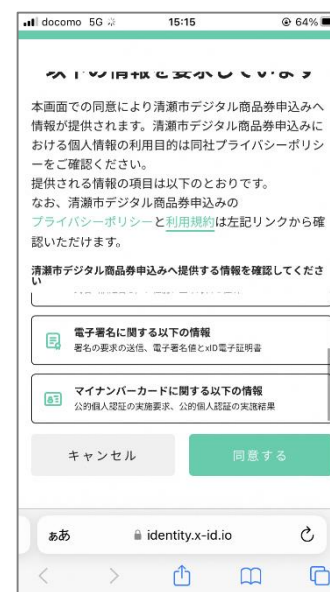 docomo 5G 15:15 64%
以下の情報を要求しています
本画面での同意により清瀬市デジタル商品券申込みへ
情報が提供されます。清瀬市デジタル商品券申込みに
おける個人情報の利用目的は同社プライバシーポリシ
ーをご確認ください。
提供される情報の項目は以下のとおりです。
なお、清瀬市デジタル商品券申込みの
プライバシーポリシーと利用規約は左記リンクから確
認いただけます。
清瀬市デジタル商品券申込みへ提供する情報を確認してくださ
い
電子署名に関する以下の情報
署名の要求の送信、電子署名値とxID電子証明書
マイナンバーカードに関する以下の情報
公的個人認証の実施要求、公的個人認証の実施結果
キャンセル 同意する
ぁあ identity.x-id.io